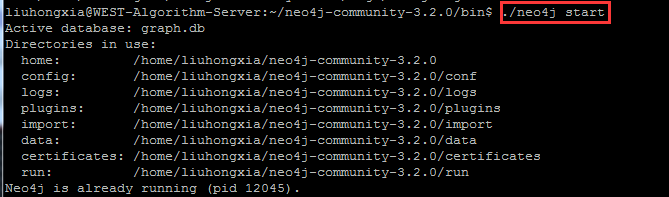 liuhongxia@WEST-Algorithm-Server:~/neo4j-community-3.2.0/bin$ ./neo4j start
Active database: graph.db
Directories in use:
  home:         /home/liuhongxia/neo4j-community-3.2.0
  config:       /home/liuhongxia/neo4j-community-3.2.0/conf
  logs:         /home/liuhongxia/neo4j-community-3.2.0/logs
  plugins:      /home/liuhongxia/neo4j-community-3.2.0/plugins
  import:       /home/liuhongxia/neo4j-community-3.2.0/import
  data:         /home/liuhongxia/neo4j-community-3.2.0/data
  certificates: /home/liuhongxia/neo4j-community-3.2.0/certificates
  run:          /home/liuhongxia/neo4j-community-3.2.0/run
Neo4j is already running (pid 12045).